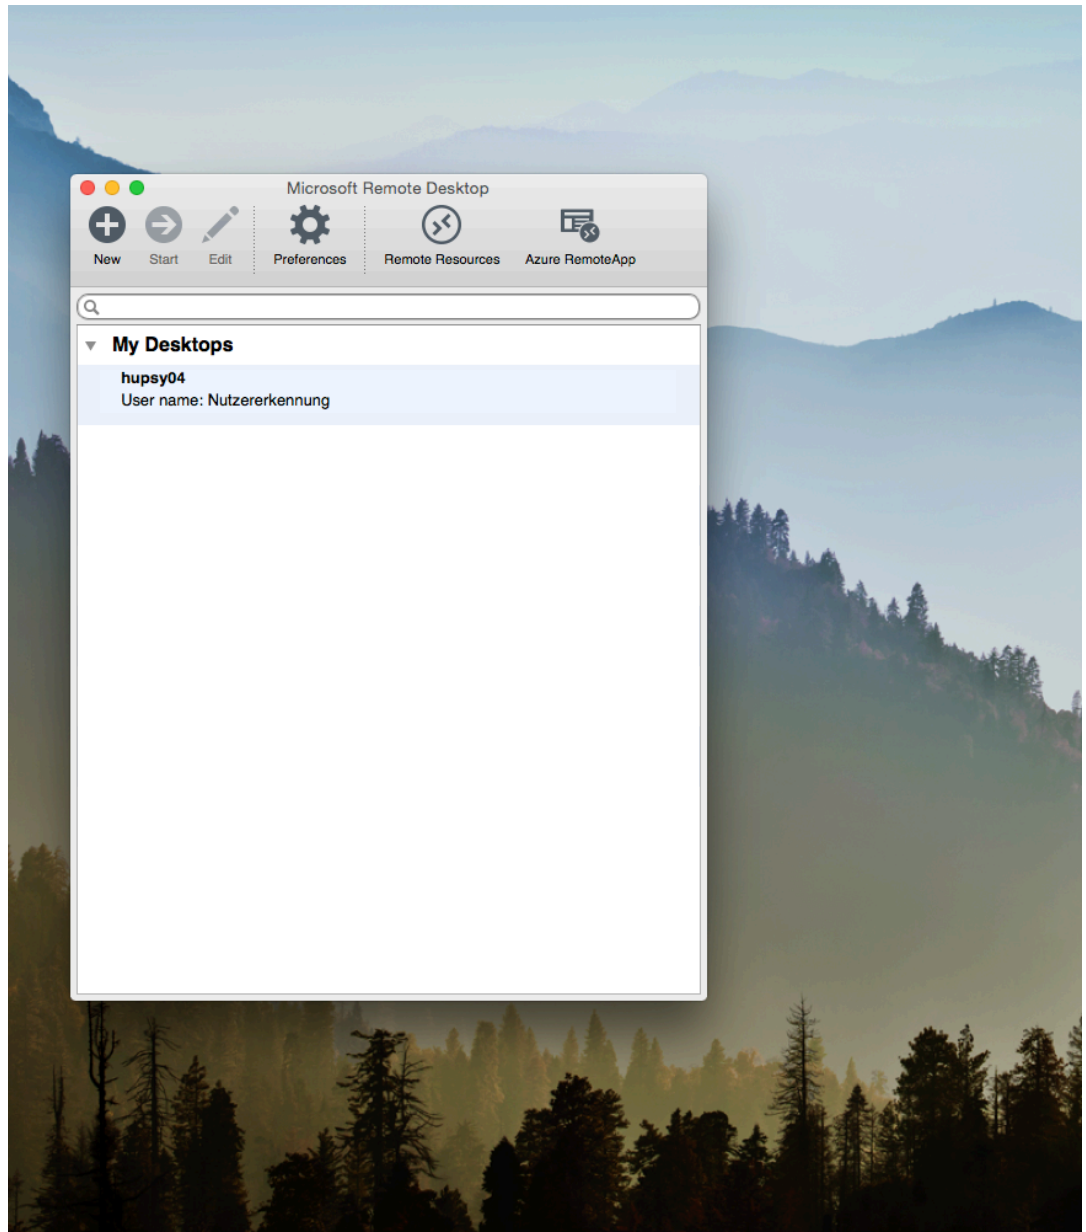 Microsoft Remote Desktop
New Start Edit Preferences Remote Resources Azure RemoteApp
My Desktops
hupsy04
User name: Nutzererkennung